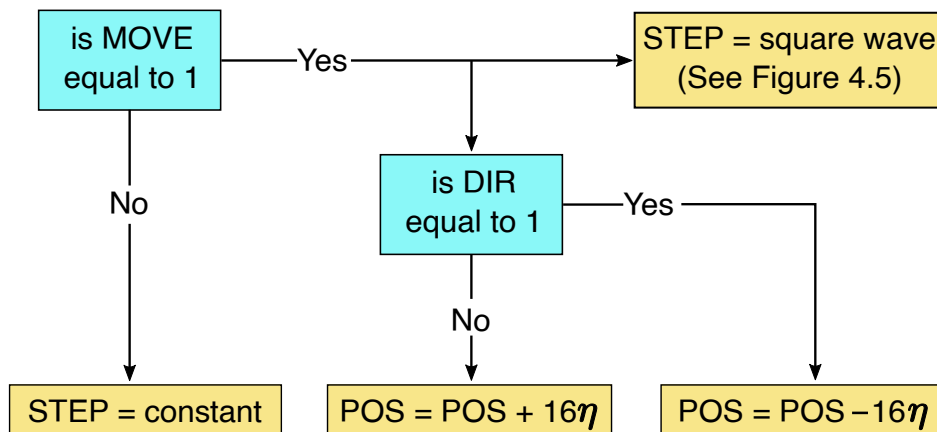 is MOVE
equal to 1
Yes
STEP = square wave
(See Figure 4.5)
is DIR
equal to 1
Yes
No
No
STEP = constant
POS = POS + 16η
POS = POS – 16η